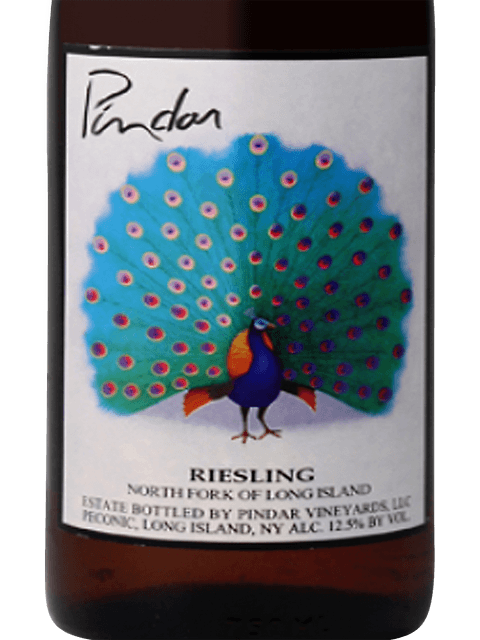 Pindar
RIESLING
NORTH FORK OF LONG ISLAND
ESTATE BOTTLED BY PINDAR VINEYARDS, LLC
PECONIC, LONG ISLAND, NY ALC. 12.5% BY VOL.